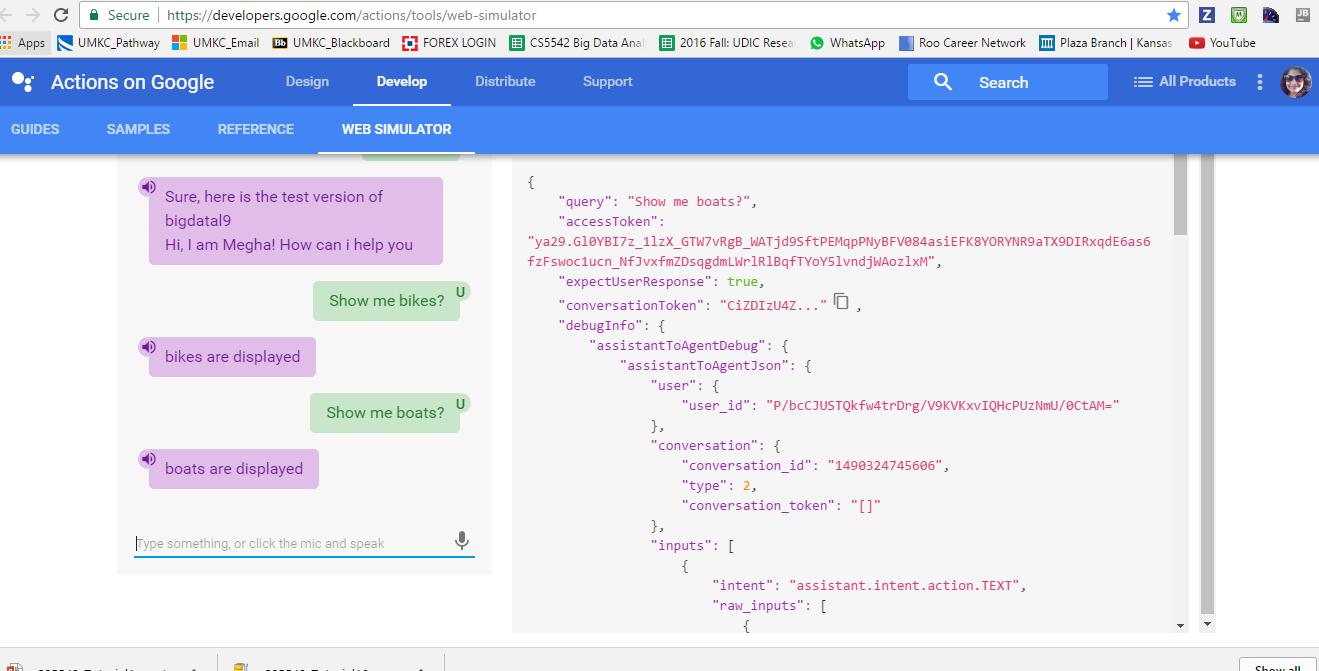 Secure
https://developers.google.com/actions/tools/web-simulator
Apps
UMKC_Pathway
UMKC_Email
Bb
UMKC_Blackboard
FOREX LOGIN
CS5542 Big Data Anal
2016 Fall: UDIC Resea
WhatsApp
Roo Career Network
Plaza Branch | Kansas
YouTube
Actions on Google
Design
Develop
Distribute
Support
Search
All Products
GUIDES
SAMPLES
REFERENCE
WEB SIMULATOR
Sure, here is the test version of
bigdatal9
Hi, I am Megha! How can i help you
Show me bikes?
U
bikes are displayed
Show me boats?
U
boats are displayed
Type something, or click the mic and speak
{
"query": "Show me boats?",
"accessToken":
"ya29.Gl0YBI7z_1lzX_GTW7vRgB_WATjd9SftPEMqpPNyBFV084asiEFK8YORYNR9aTX9DIRxqdE6as6
fzFswoc1ucn_NfJvxfmZDsqgdmLWrlRlBqfTYoY5lvndjWAozlxM",
"expectUserResponse": true,
"conversationToken": "CiZDIzU4Z..." ,
"debugInfo": {
"assistantToAgentDebug": {
"assistantToAgentJson": {
"user": {
"user_id": "P/bcCJUSTQkfw4trDrg/V9KVKxvIQHcPUzNmU/0CtAM="
},
"conversation": {
"conversation_id": "1490324745606",
"type": 2,
"conversation_token": "[]"
},
"inputs": [
{
"intent": "assistant.intent.action.TEXT",
"raw_inputs": [
{
Show all